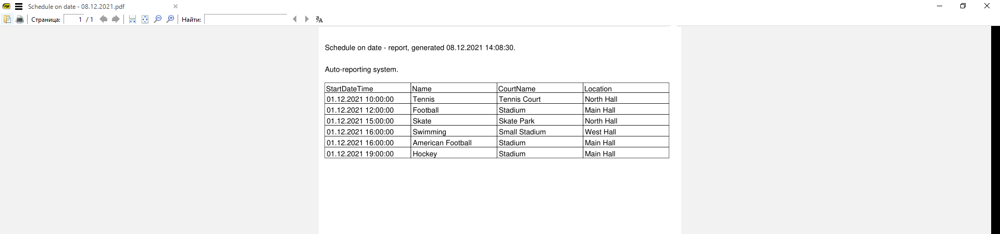 PDF Schedule on date - 08.12.2021.pdf
Страница: 1 / 1 Найти:
Schedule on date - report, generated 08.12.2021 14:08:30.
Auto-reporting system.
StartDateTime Name CourtName Location
01.12.2021 10:00:00 Tennis Tennis Court North Hall
01.12.2021 12:00:00 Football Stadium Main Hall
01.12.2021 15:00:00 Skate Skate Park North Hall
01.12.2021 16:00:00 Swimming Small Stadium West Hall
01.12.2021 16:00:00 American Football Stadium Main Hall
01.12.2021 19:00:00 Hockey Stadium Main Hall